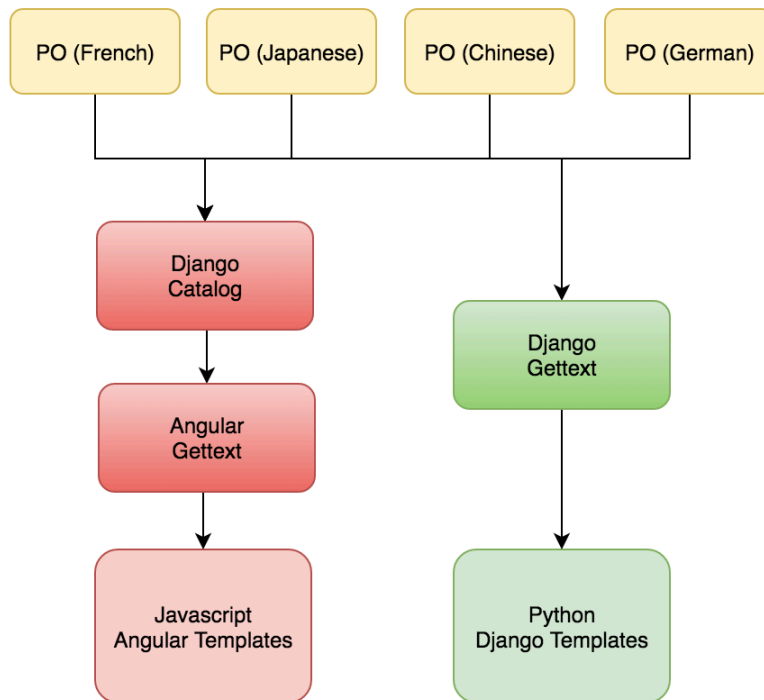 PO (French)
PO (Japanese)
PO (Chinese)
PO (German)
Django
Catalog
Django
Gettext
Angular
Gettext
Javascript
Angular Templates
Python
Django Templates